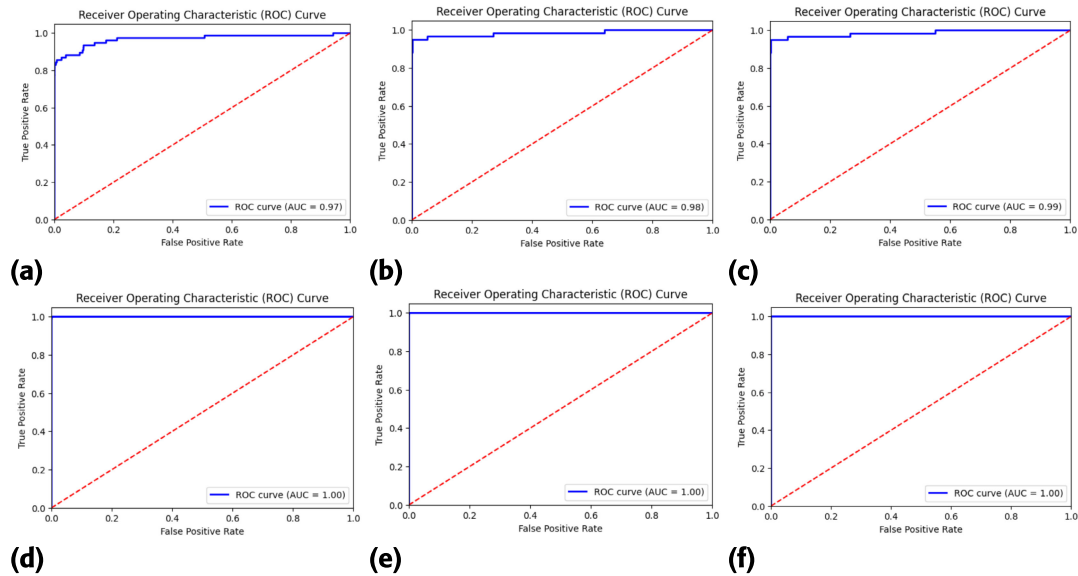 Receiver Operating Characteristic (ROC) Curve
1.0
0.8
0.6
0.4
0.2
0.0
True Positive Rate
ROC curve (AUC = 0.97)
0.0 0.2 0.4 0.6 0.8 1.0
False Positive Rate
(a)
Receiver Operating Characteristic (ROC) Curve
1.0
0.8
0.6
0.4
0.2
0.0
True Positive Rate
ROC curve (AUC = 0.98)
0.0 0.2 0.4 0.6 0.8 1.0
False Positive Rate
(b)
Receiver Operating Characteristic (ROC) Curve
1.0
0.8
0.6
0.4
0.2
0.0
True Positive Rate
ROC curve (AUC = 0.99)
0.0 0.2 0.4 0.6 0.8 1.0
False Positive Rate
(c)
Receiver Operating Characteristic (ROC) Curve
1.0
0.8
0.6
0.4
0.2
0.0
True Positive Rate
ROC curve (AUC = 1.00)
0.0 0.2 0.4 0.6 0.8 1.0
False Positive Rate
(d)
Receiver Operating Characteristic (ROC) Curve
1.0
0.8
0.6
0.4
0.2
0.0
True Positive Rate
ROC curve (AUC = 1.00)
0.0 0.2 0.4 0.6 0.8 1.0
False Positive Rate
(e)
Receiver Operating Characteristic (ROC) Curve
1.0
0.8
0.6
0.4
0.2
0.0
True Positive Rate
ROC curve (AUC = 1.00)
0.0 0.2 0.4 0.6 0.8 1.0
False Positive Rate
(f)